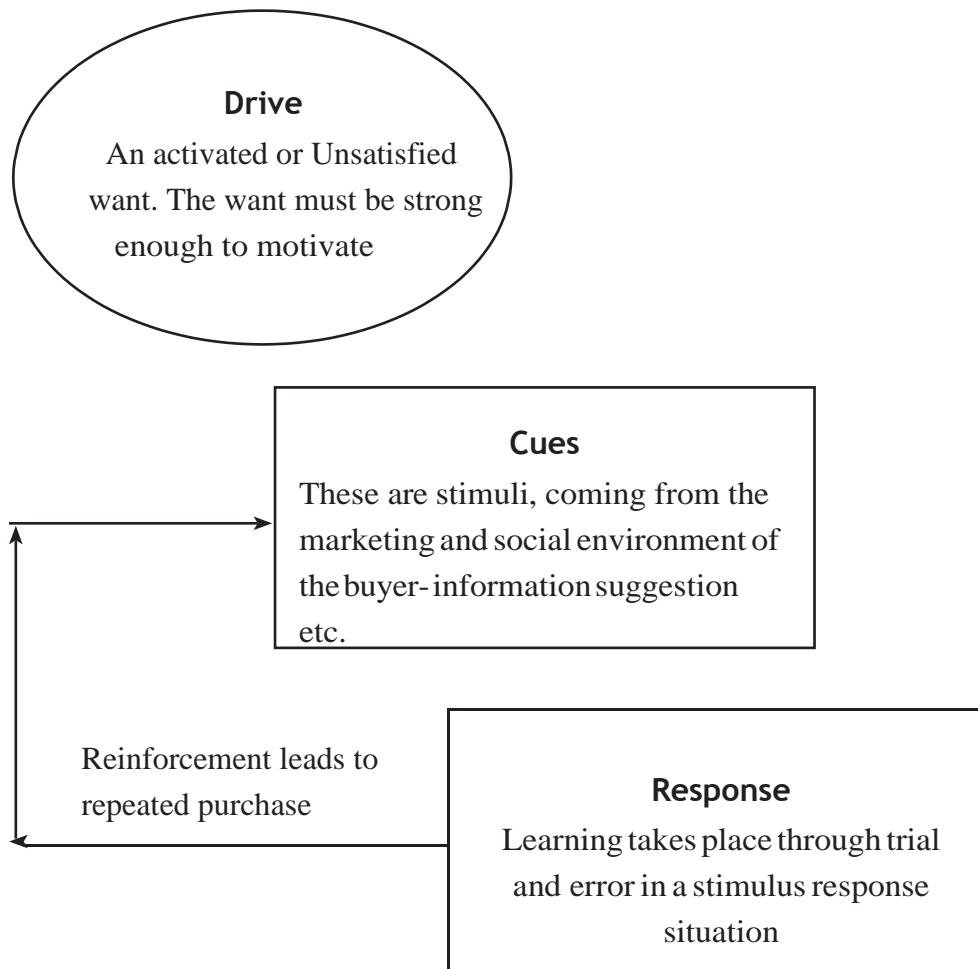 Drive
An activated or Unsatisfied
want. The want must be strong
enough to motivate
Cues
These are stimuli, coming from the
marketing and social environment of
the buyer- information suggestion
etc.
Reinforcement leads to
repeated purchase
Response
Learning takes place through trial
and error in a stimulus response
situation